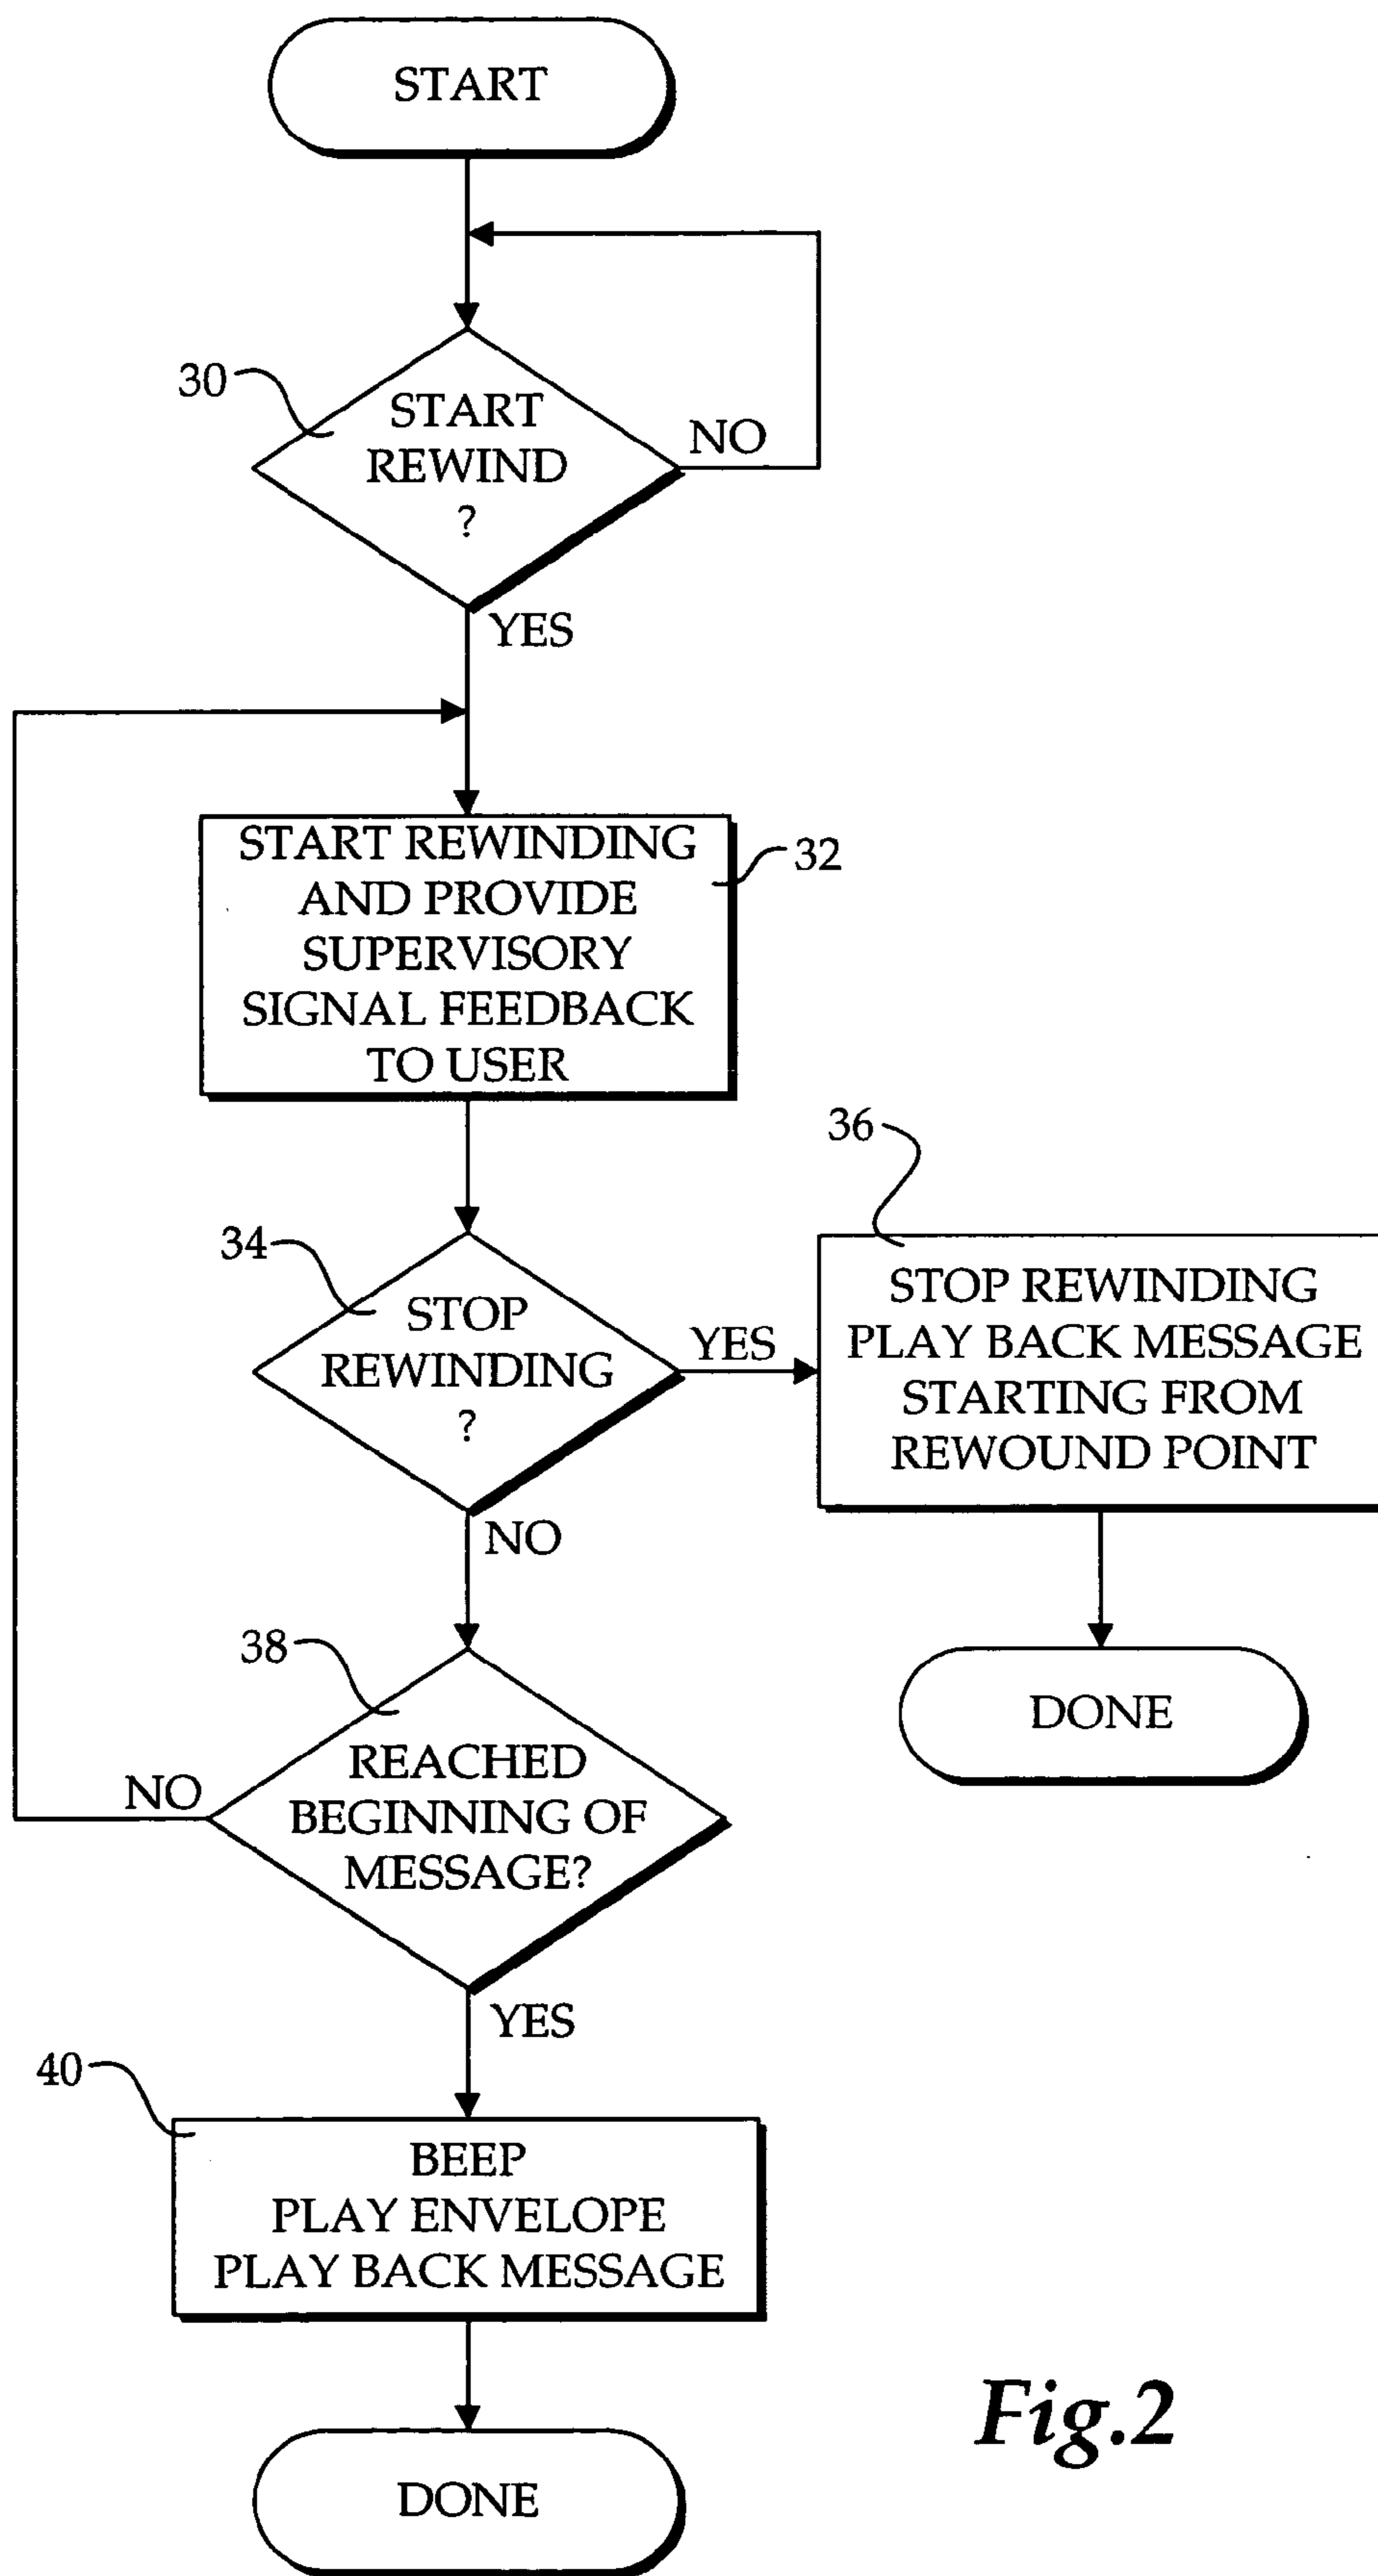 START
30
START
REWIND
?
NO
YES
START REWINDING
AND PROVIDE
SUPERVISORY
SIGNAL FEEDBACK
TO USER
32
34
STOP
REWINDING
?
YES
36
STOP REWINDING
PLAY BACK MESSAGE
STARTING FROM
REWOUND POINT
NO
DONE
38
REACHED
BEGINNING OF
MESSAGE?
NO
YES
40
BEEP
PLAY ENVELOPE
PLAY BACK MESSAGE
DONE
Fig.2